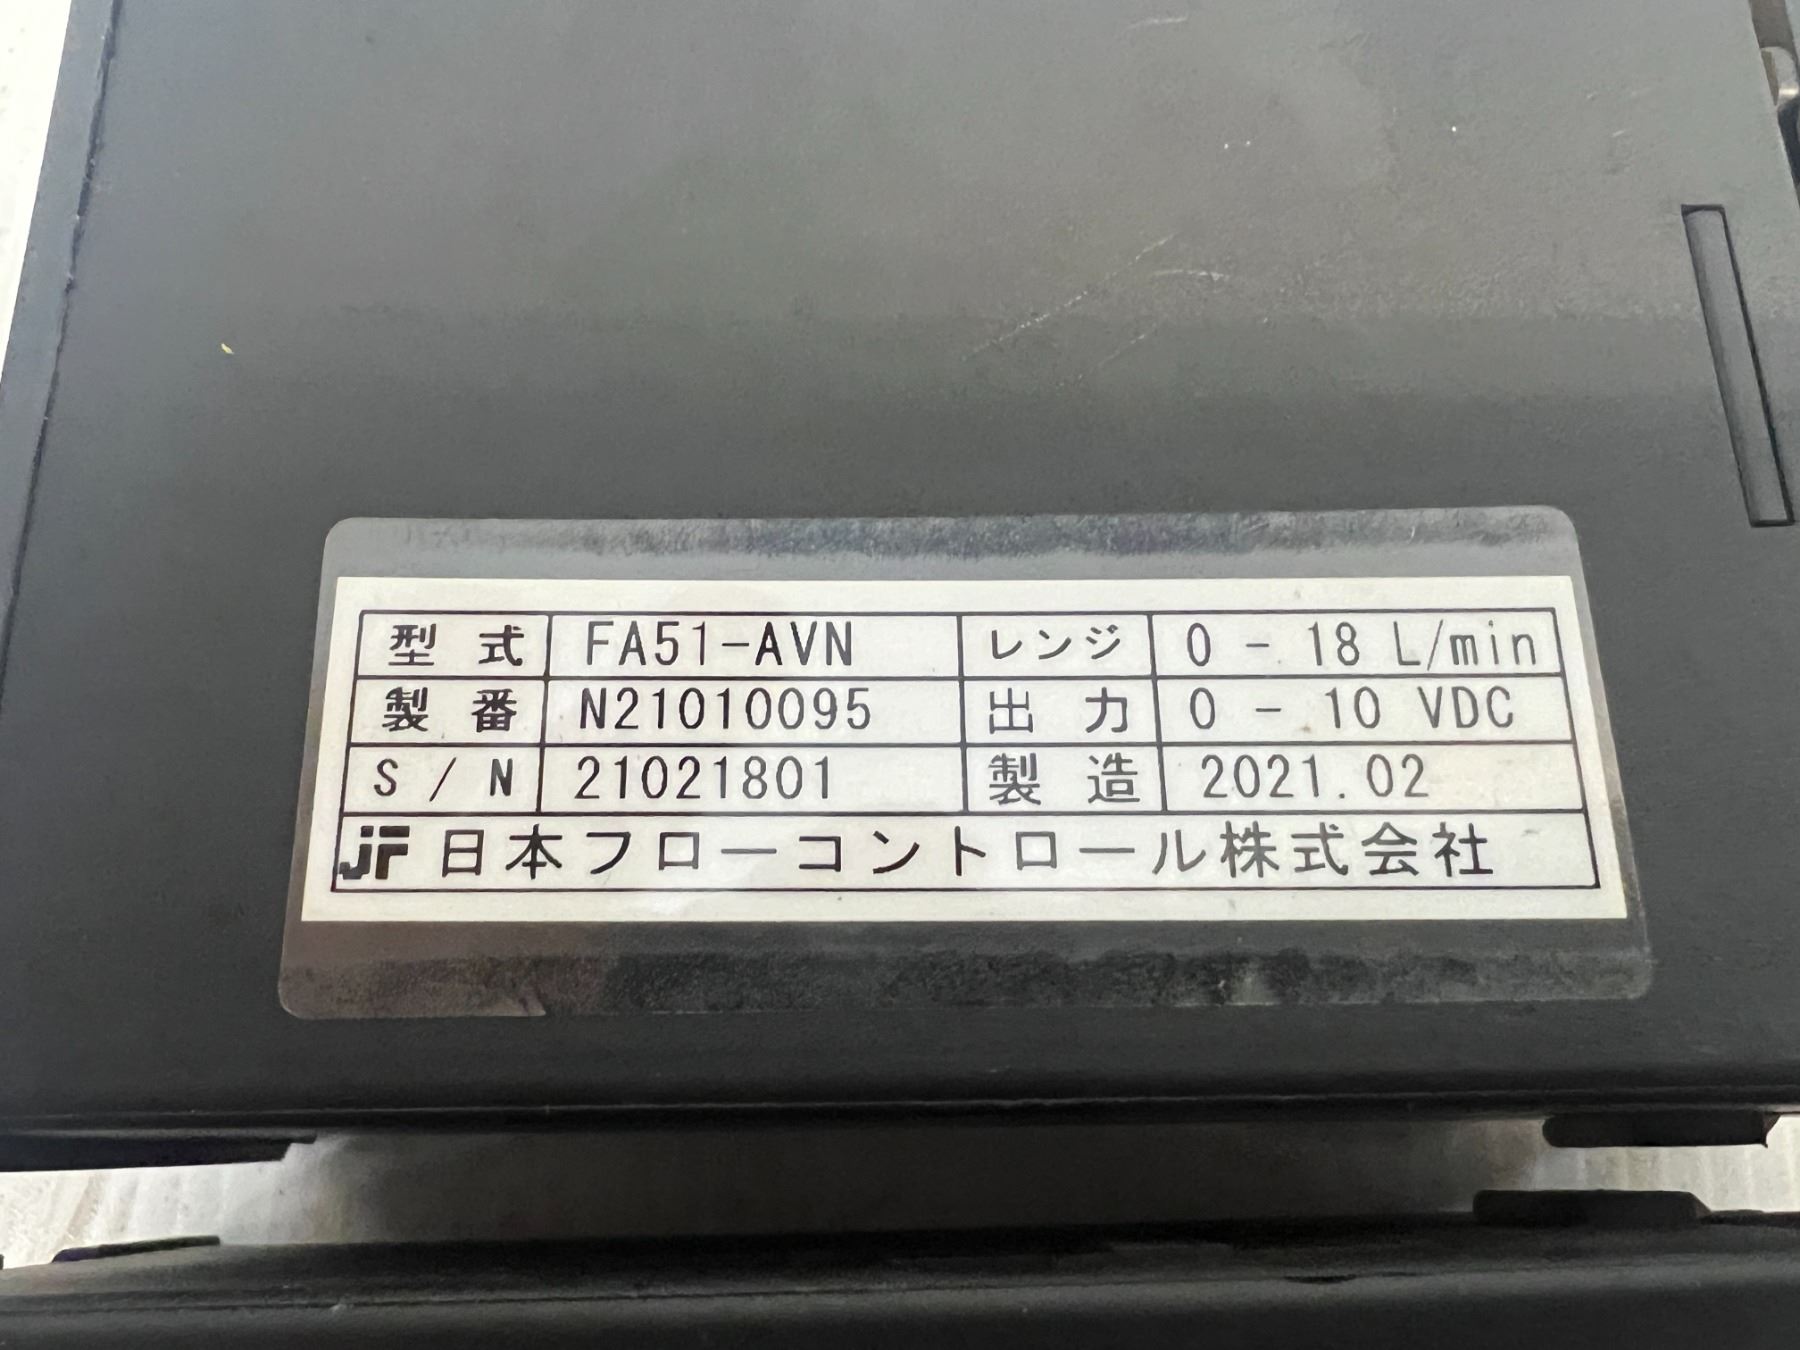 型式 FA51-AVN レンジ 0 - 18 L/min
製番 N21010095 出力 0 - 10 VDC
S/N 21021801 製造 2021.02
JF 日本フローコントロール株式会社